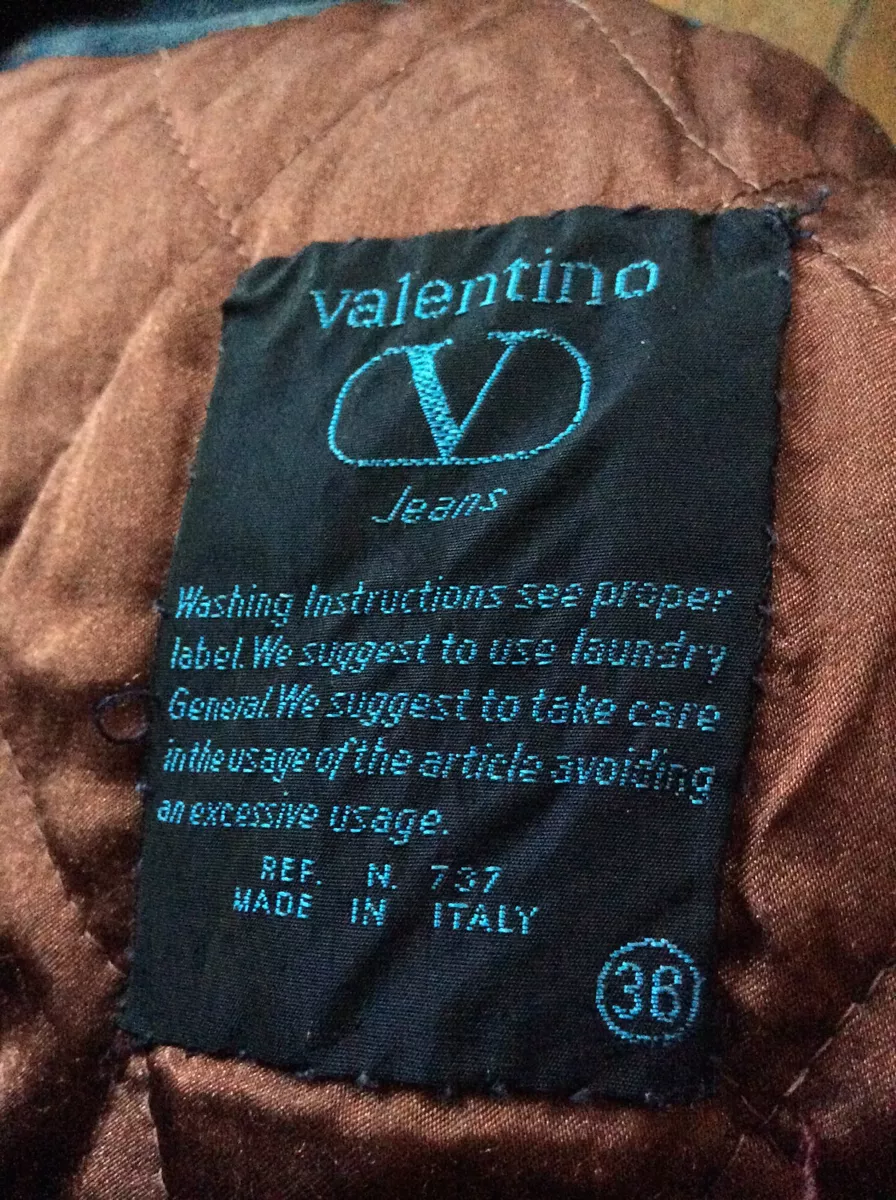 valentino
V
Jeans
Washing Instructions see proper
label. We suggest to use laundry
General. We suggest to take care
in the usage of the article avoiding
an excessive usage.
REF. N. 737
MADE IN ITALY
36